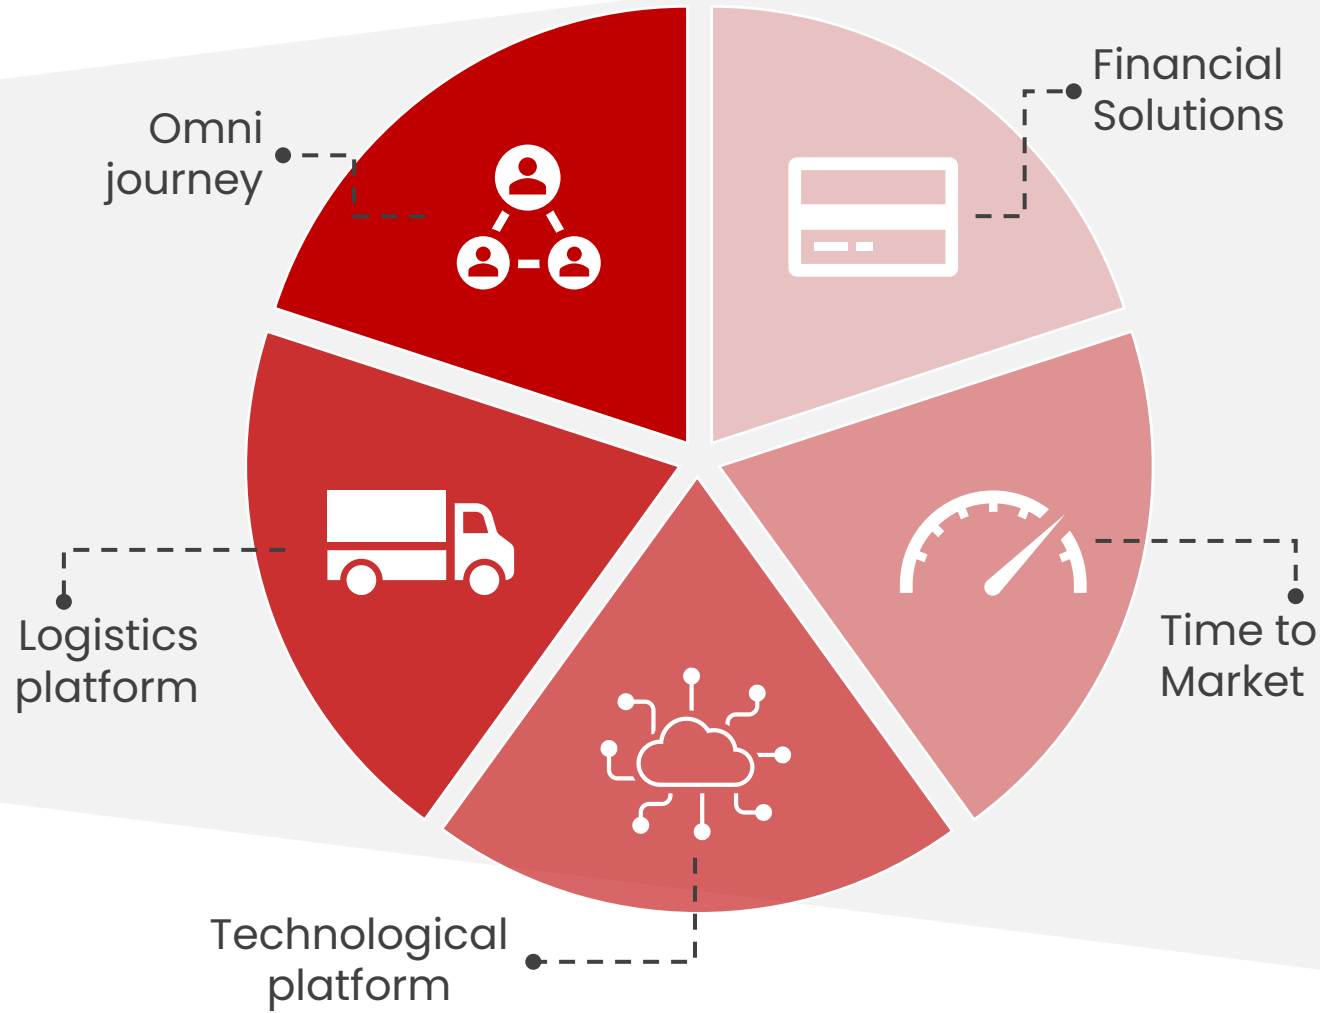 Financial
Solutions
Omni
journey
Logistics
platform
Time to
Market
Technological
platform